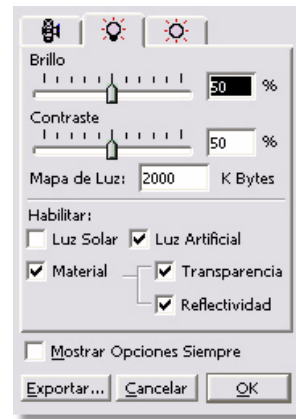 Brillo
50 %
Contraste
50 %
Mapa de Luz: 2000 K Bytes
Habilitar:
Luz Solar Luz Artificial
Material Transparencia
Reflectividad
Mostrar Opciones Siempre
Exportar... Cancelar OK